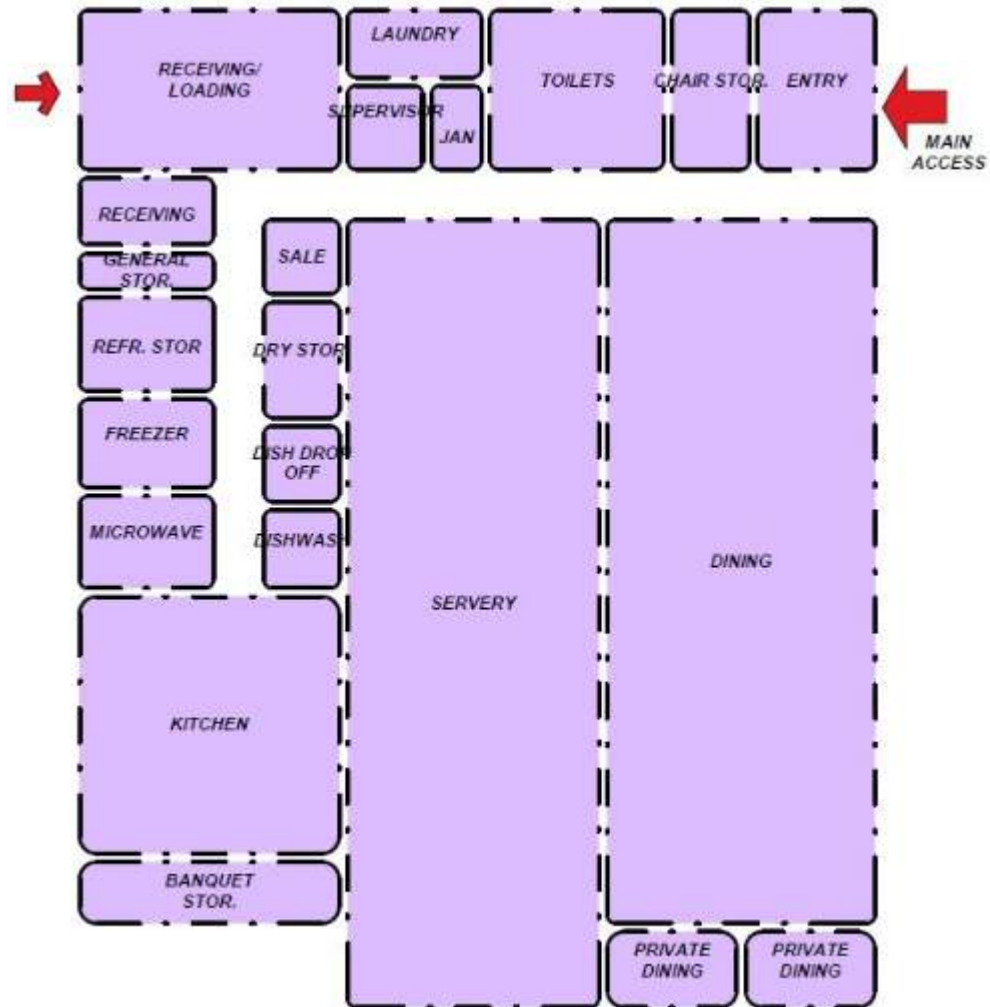 RECEIVING/
LOADING
LAUNDRY
SUPERVISOR
JAN
TOILETS
CHAIR STOR.
ENTRY
MAIN
ACCESS
RECEIVING
GENERAL
STOR.
REFR. STOR
FREEZER
MICROWAVE
SALE
DRY STOR
DISH DROP
OFF
DISHWASH
KITCHEN
BANQUET
STOR.
SERVERY
DINING
PRIVATE
DINING
PRIVATE
DINING